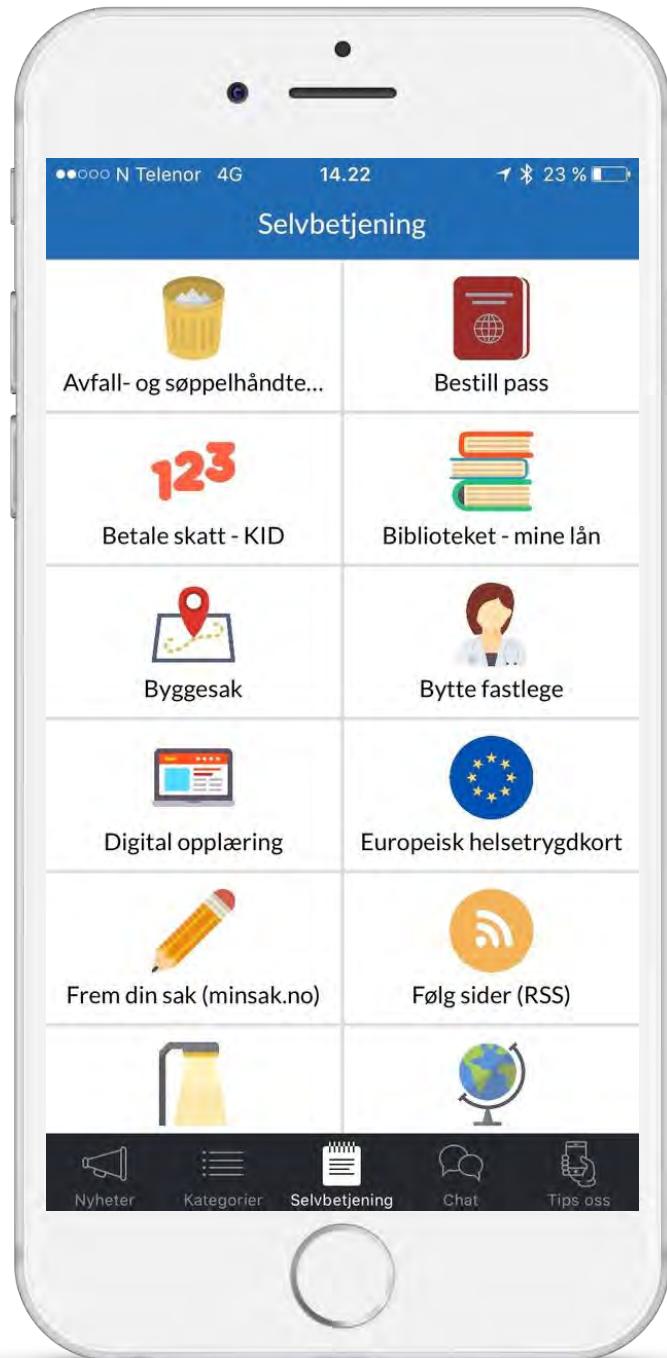 N Telenor 4G 14.22 23 %
Selvbetjening
Avfall- og søppelhåndte...
Bestill pass
123
Betale skatt - KID
Biblioteket - mine lån
Byggesak
Bytte fastlege
Digital opplæring
Europeisk helsetrygdkort
Frem din sak (minsak.no)
Følg sider (RSS)
Nyheter
Kategorier
Selvbetjening
Chat
Tips oss